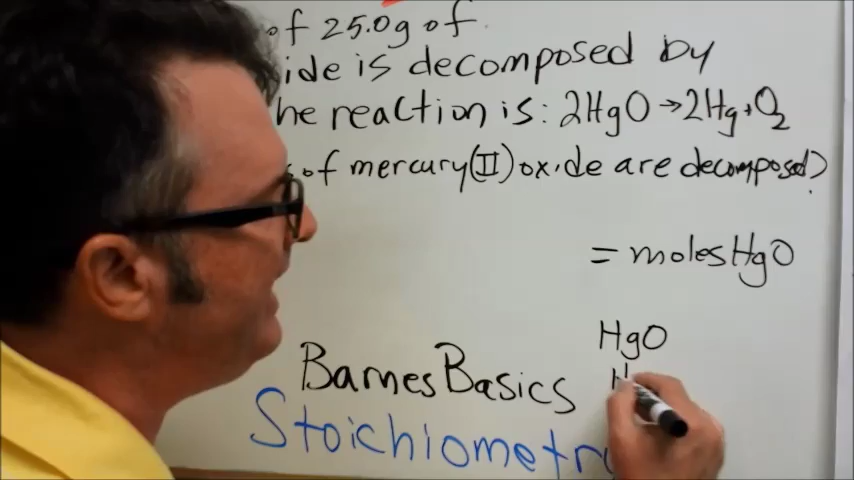 of 25.0g of
ide is decomposed by
he reaction is: 2HgO→2Hg+O₂
s of mercury(II) oxide are decomposed?
= moles HgO
HgO
H
Barnes Basics
Stoichiometr